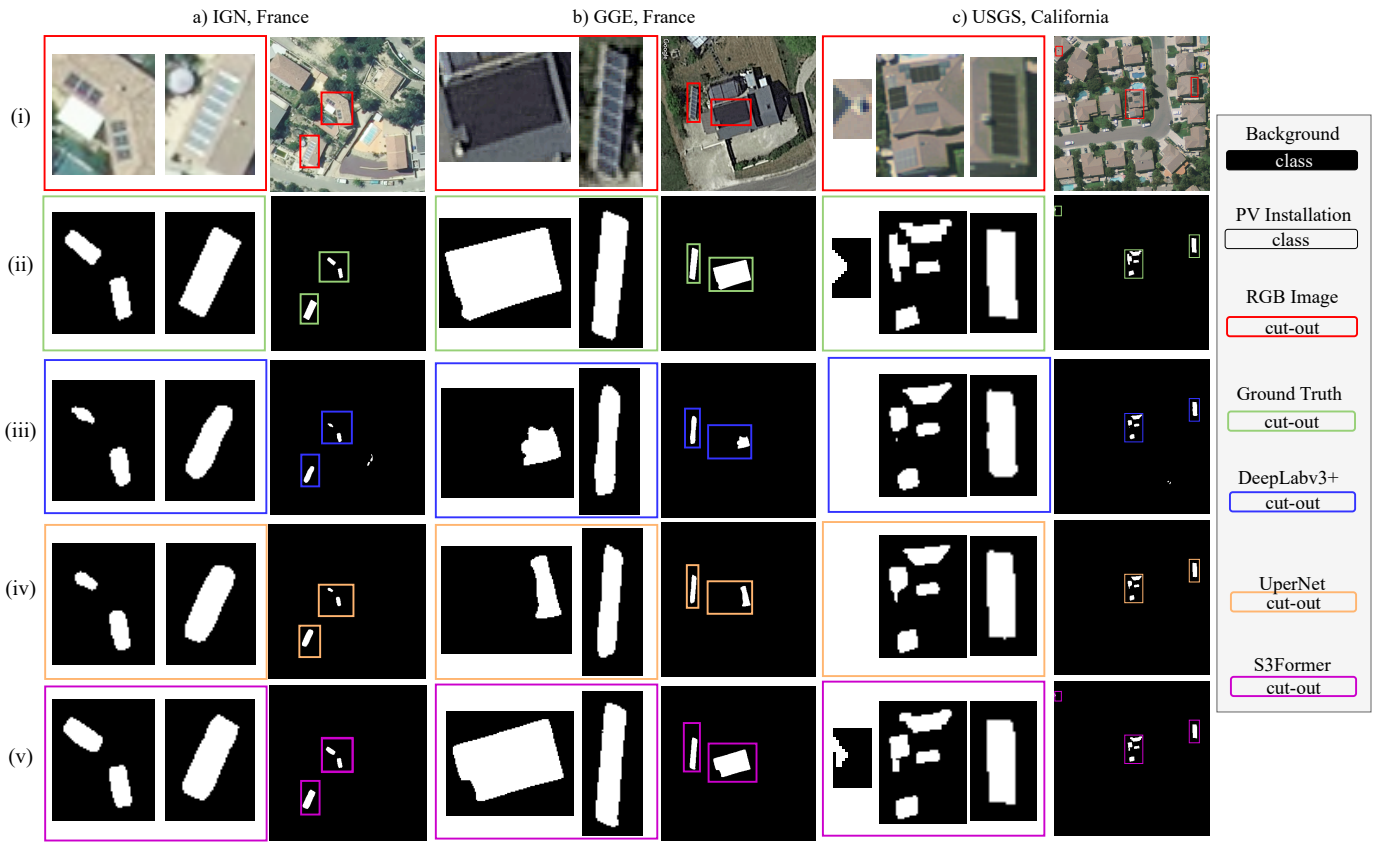 a) IGN, France
b) GGE, France
c) USGS, California
(i)
Google
(ii)
(iii)
(iv)
(v)
Background
class
PV Installation
class
RGB Image
cut-out
Ground Truth
cut-out
DeepLabv3+
cut-out
UperNet
cut-out
S3Former
cut-out